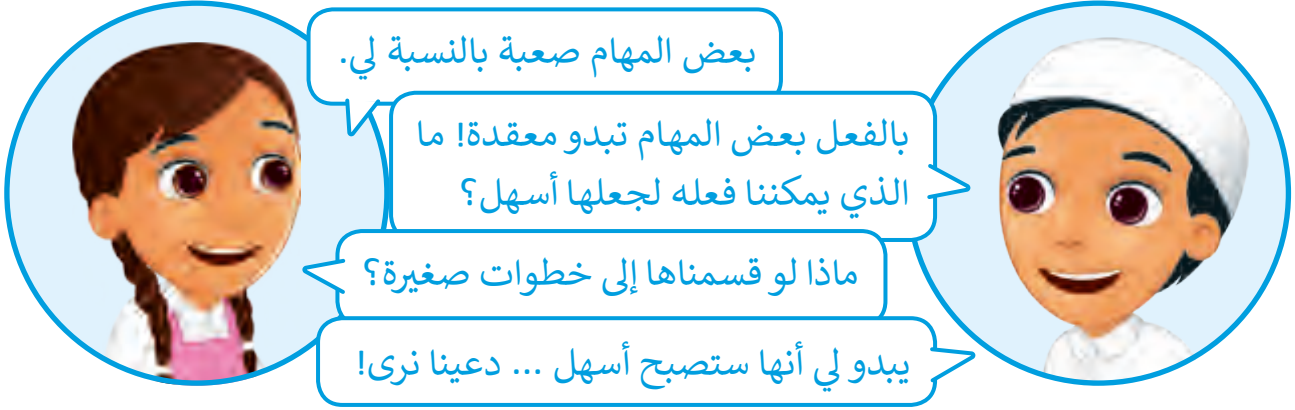 بعض المهام صعبة بالنسبة لي.
بالفعل بعض المهام تبدو معقدة! ما
الذي يمكننا فعله لجعلها أسهل؟
ماذا لو قسمناها إلى خطوات صغيرة؟
يبدو لي أنها ستصبح أسهل ... دعينا نرى!